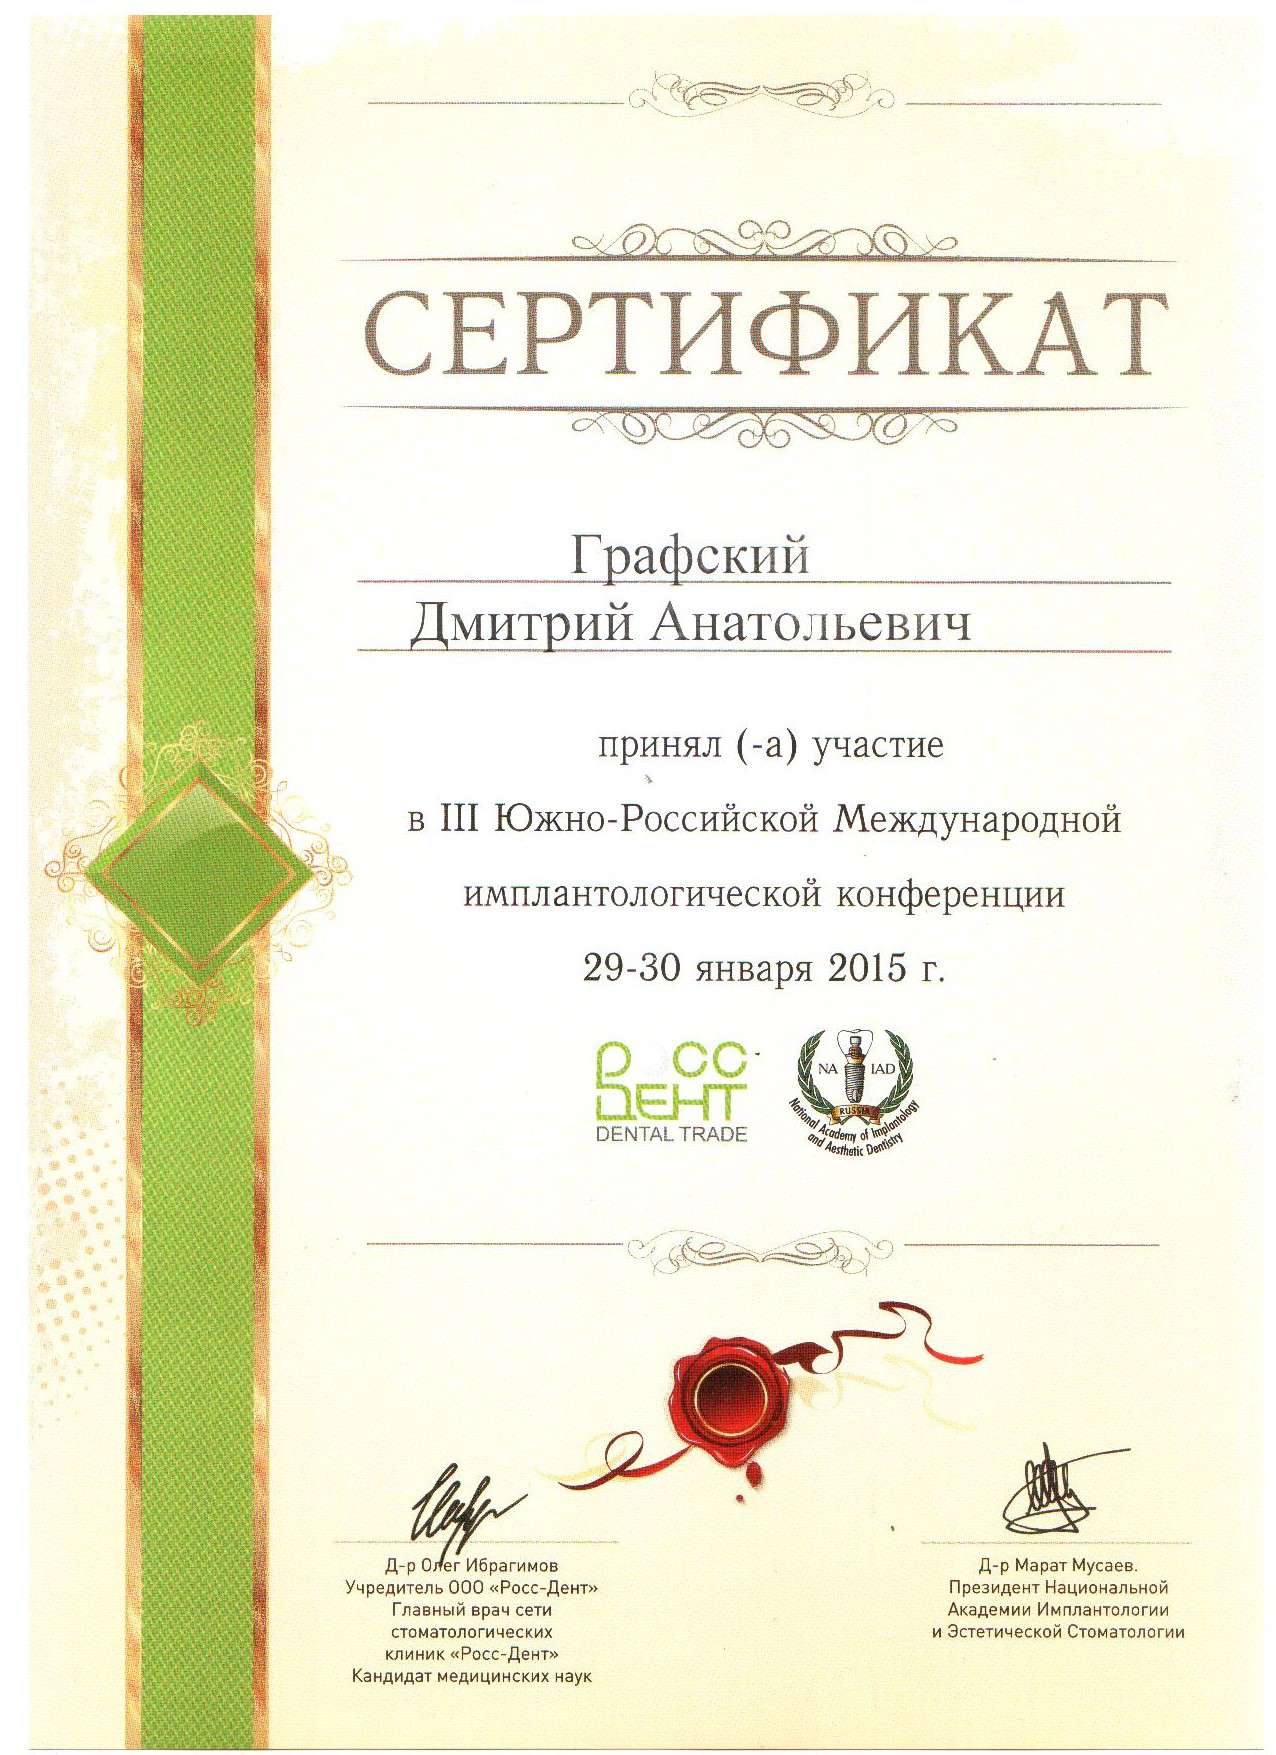 СЕРТИФИКАТ
Графский
Дмитрий Анатольевич
принял (-а) участие
в III Южно-Российской Международной
имплантологической конференции
29-30 января 2015 г.
РОСС
ДЕНТ
DENTAL TRADE
NA IAD
RUSSIA
National Academy of Implantology
and Aesthetic Dentistry
Д-р Олег Ибрагимов
Учредитель ООО «Росс-Дент»
Главный врач сети
стоматологических
клиник «Росс-Дент»
Кандидат медицинских наук
Д-р Марат Мусаев.
Президент Национальной
Академии Имплантологии
и Эстетической Стоматологии